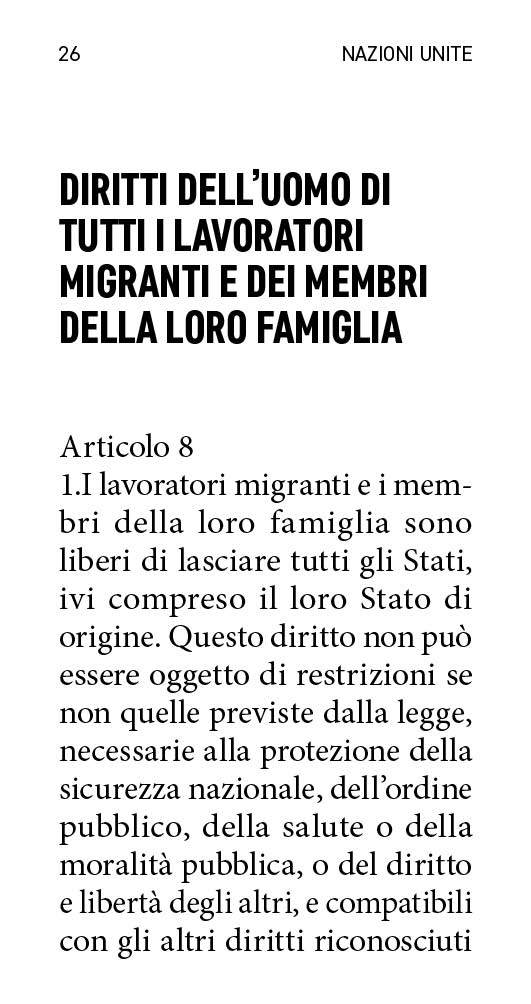 26 NAZIONI UNITE
DIRITTI DELL’UOMO DI
TUTTI I LAVORATORI
MIGRANTI E DEI MEMBRI
DELLA LORO FAMIGLIA
Articolo 8
1.I lavoratori migranti e i mem-
bri della loro famiglia sono
liberi di lasciare tutti gli Stati,
ivi compreso il loro Stato di
origine. Questo diritto non può
essere oggetto di restrizioni se
non quelle previste dalla legge,
necessarie alla protezione della
sicurezza nazionale, dell’ordine
pubblico, della salute o della
moralità pubblica, o del diritto
e libertà degli altri, e compatibili
con gli altri diritti riconosciuti